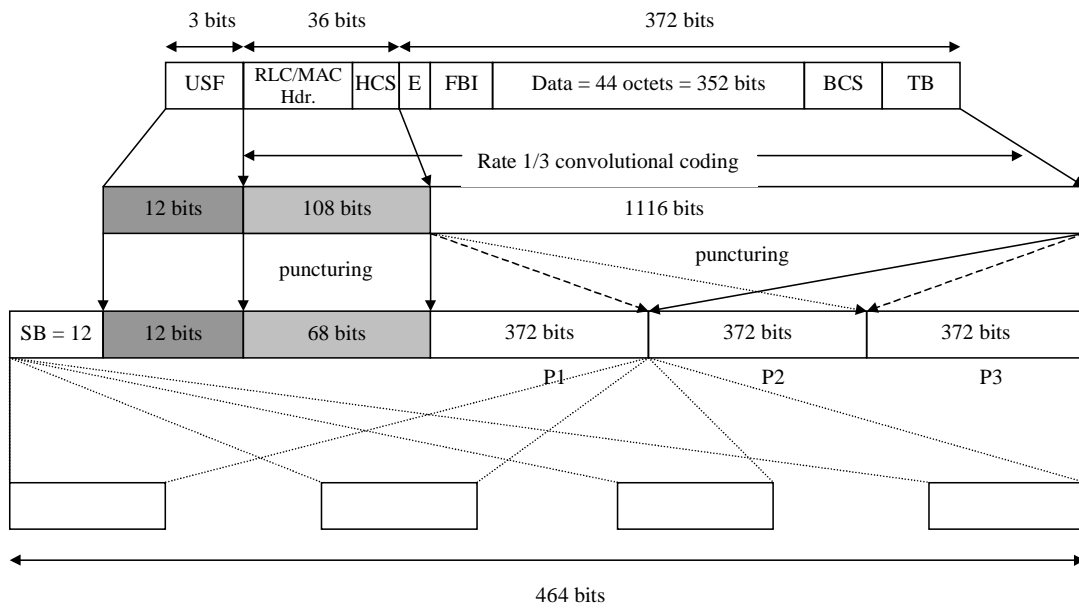 3 bits 36 bits 372 bits
USF RLC/MAC Hdr. HCS E FBI Data = 44 octets = 352 bits BCS TB
Rate 1/3 convolutional coding
12 bits 108 bits 1116 bits
puncturing puncturing
SB = 12 12 bits 68 bits 372 bits 372 bits 372 bits
P1 P2 P3
464 bits